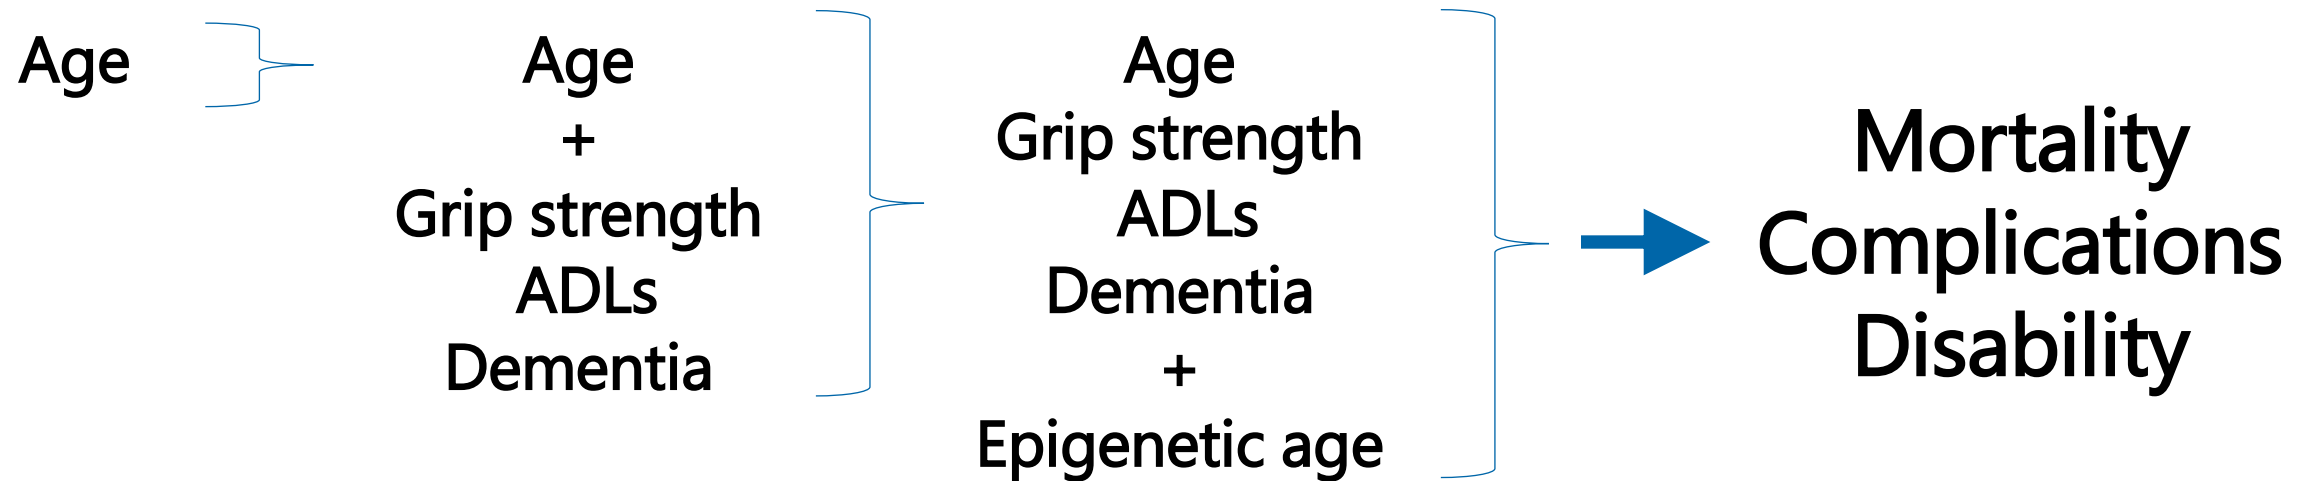 Age
Age
+
Grip strength
ADLs
Dementia
Age
Grip strength
ADLs
Dementia
+
Epigenetic age
Mortality
Complications
Disability